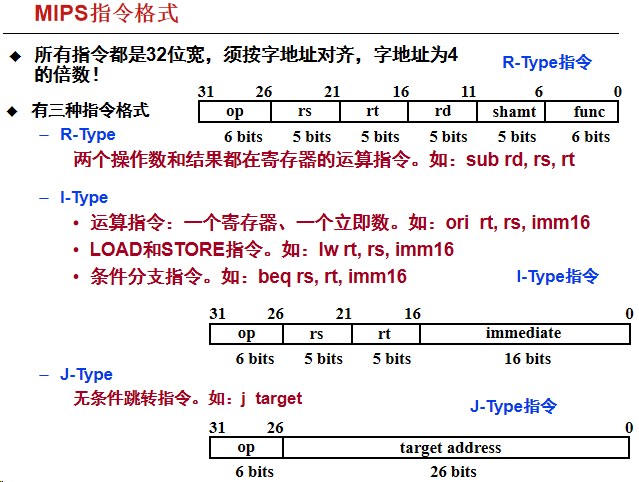 MIPS指令格式
◆ 所有指令都是32位宽，须按字地址对齐，字地址为4
的倍数！
R-Type指令
31 26 21 16 11 6 0
op rs rt rd shamt func
6 bits 5 bits 5 bits 5 bits 5 bits 6 bits
◆ 有三种指令格式
– R-Type
两个操作数和结果都在寄存器的运算指令。如：sub rd, rs, rt
– I-Type
• 运算指令：一个寄存器、一个立即数。如：ori rt, rs, imm16
• LOAD和STORE指令。如：lw rt, rs, imm16
• 条件分支指令。如：beq rs, rt, imm16
I-Type指令
31 26 21 16 0
op rs rt immediate
6 bits 5 bits 5 bits 16 bits
– J-Type
无条件跳转指令。如：j target
J-Type指令
31 26 0
op target address
6 bits 26 bits